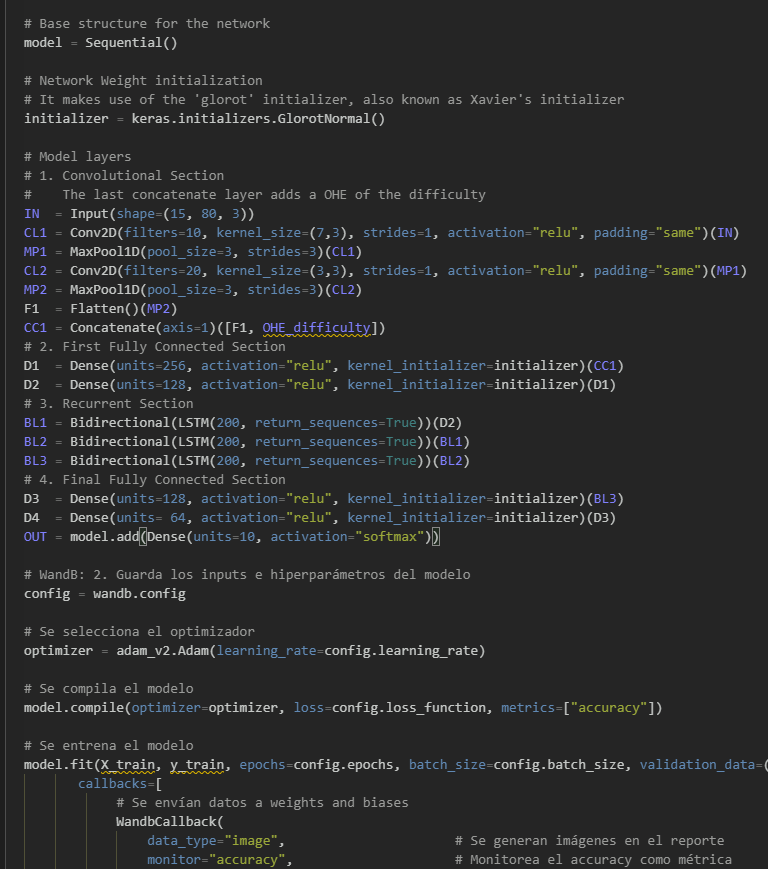 # Base structure for the network
model = Sequential()
# Network Weight initialization
# It makes use of the 'glorot' initializer, also known as Xavier's initializer
initializer = keras.initializers.GlorotNormal()
# Model layers
# 1. Convolutional Section
#    The last concatenate layer adds a OHE of the difficulty
IN  = Input(shape=(15, 80, 3))
CL1 = Conv2D(filters=10, kernel_size=(7,3), strides=1, activation="relu", padding="same")(IN)
MP1 = MaxPool1D(pool_size=3, strides=3)(CL1)
CL2 = Conv2D(filters=20, kernel_size=(3,3), strides=1, activation="relu", padding="same")(MP1)
MP2 = MaxPool1D(pool_size=3, strides=3)(CL2)
F1  = Flatten()(MP2)
CC1 = Concatenate(axis=1)([F1, OHE_difficulty])
# 2. First Fully Connected Section
D1  = Dense(units=256, activation="relu", kernel_initializer=initializer)(CC1)
D2  = Dense(units=128, activation="relu", kernel_initializer=initializer)(D1)
# 3. Recurrent Section
BL1 = Bidirectional(LSTM(200, return_sequences=True))(D2)
BL2 = Bidirectional(LSTM(200, return_sequences=True))(BL1)
BL3 = Bidirectional(LSTM(200, return_sequences=True))(BL2)
# 4. Final Fully Connected Section
D3  = Dense(units=128, activation="relu", kernel_initializer=initializer)(BL3)
D4  = Dense(units= 64, activation="relu", kernel_initializer=initializer)(D3)
OUT = model.add(Dense(units=10, activation="softmax"))
# WandB: 2. Guarda los inputs e hiperparámetros del modelo
config = wandb.config
# Se selecciona el optimizador
optimizer = adam_v2.Adam(learning_rate=config.learning_rate)
# Se compila el modelo
model.compile(optimizer=optimizer, loss=config.loss_function, metrics=["accuracy"])
# Se entrena el modelo
model.fit(X_train, y_train, epochs=config.epochs, batch_size=config.batch_size, validation_data=(
callbacks=[
# Se envían datos a weights and biases
WandbCallback(
data_type="image", # Se generan imágenes en el reporte
monitor="accuracy", # Monitorea el accuracy como métrica